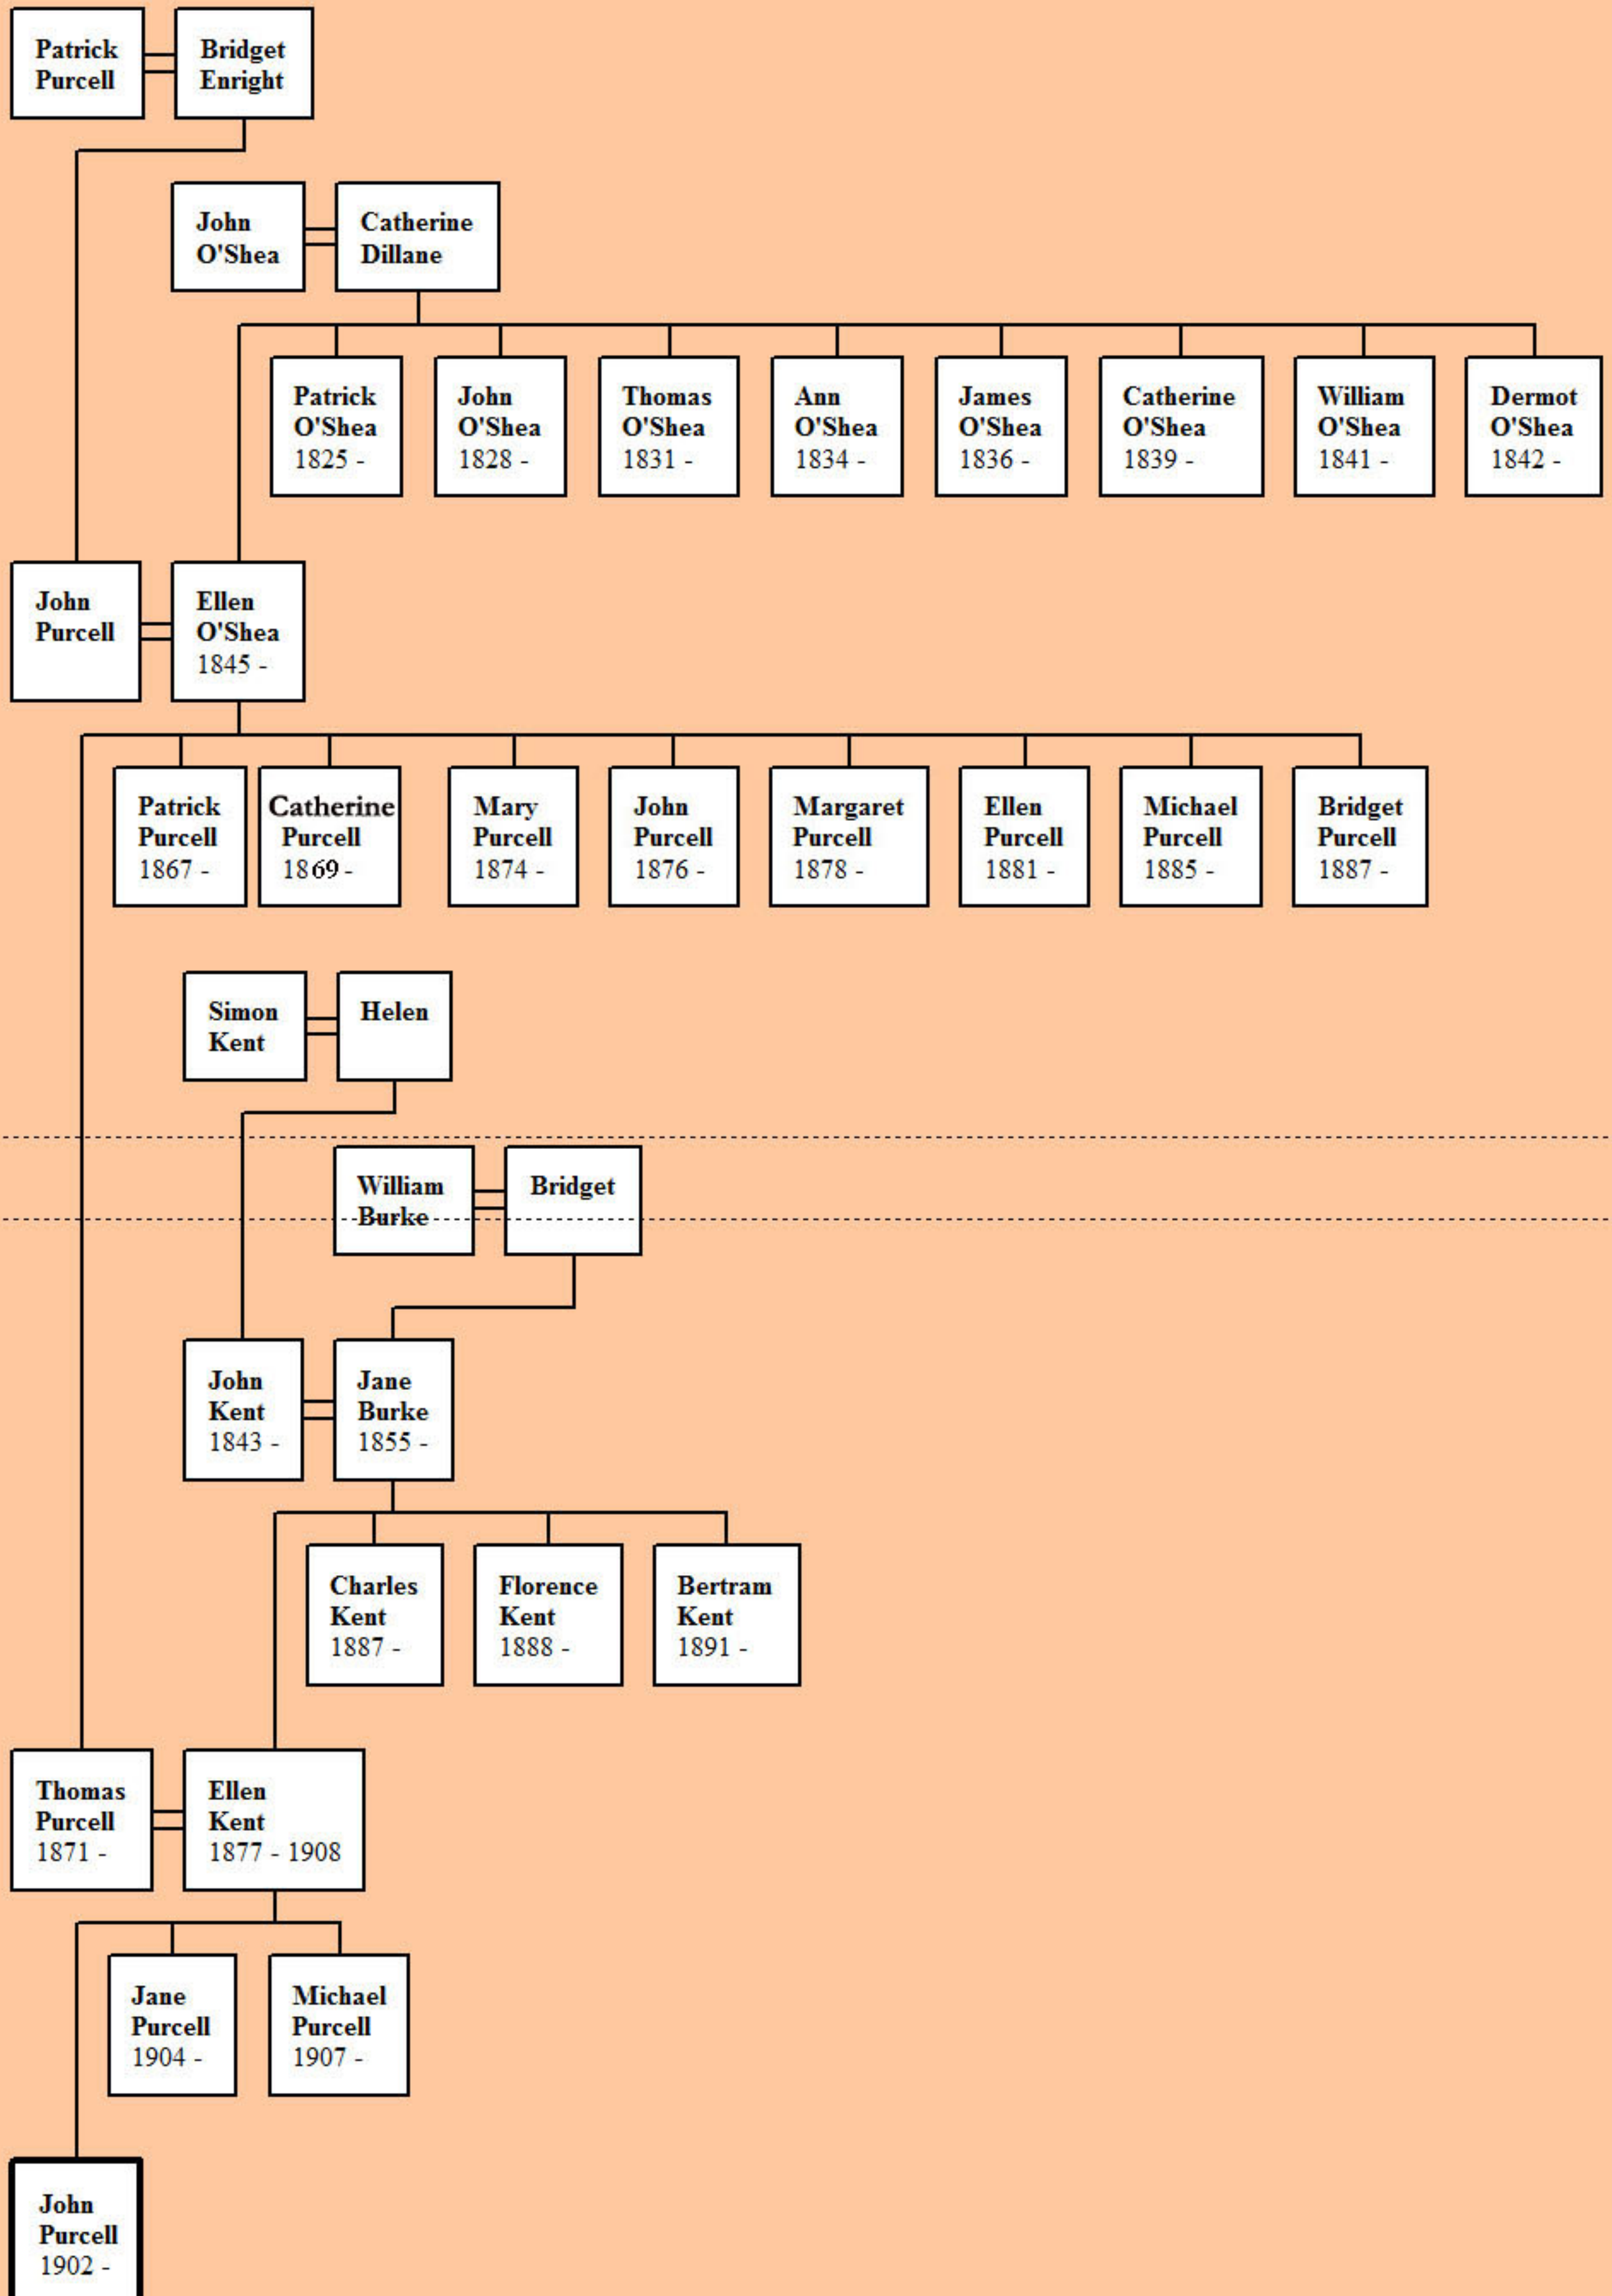 Patrick
Purcell
Bridget
Enright
John
O'Shea
Catherine
Dillane
Patrick
O'Shea
1825 -
John
O'Shea
1828 -
Thomas
O'Shea
1831 -
Ann
O'Shea
1834 -
James
O'Shea
1836 -
Catherine
O'Shea
1839 -
William
O'Shea
1841 -
Dermot
O'Shea
1842 -
John
Purcell
Ellen
O'Shea
1845 -
Patrick
Purcell
1867 -
Catherine
Purcell
1869 -
Mary
Purcell
1874 -
John
Purcell
1876 -
Margaret
Purcell
1878 -
Ellen
Purcell
1881 -
Michael
Purcell
1885 -
Bridget
Purcell
1887 -
Simon
Kent
Helen
William
Burke
Bridget
John
Kent
1843 -
Jane
Burke
1855 -
Charles
Kent
1887 -
Florence
Kent
1888 -
Bertram
Kent
1891 -
Thomas
Purcell
1871 -
Ellen
Kent
1877 - 1908
Jane
Purcell
1904 -
Michael
Purcell
1907 -
John
Purcell
1902 -